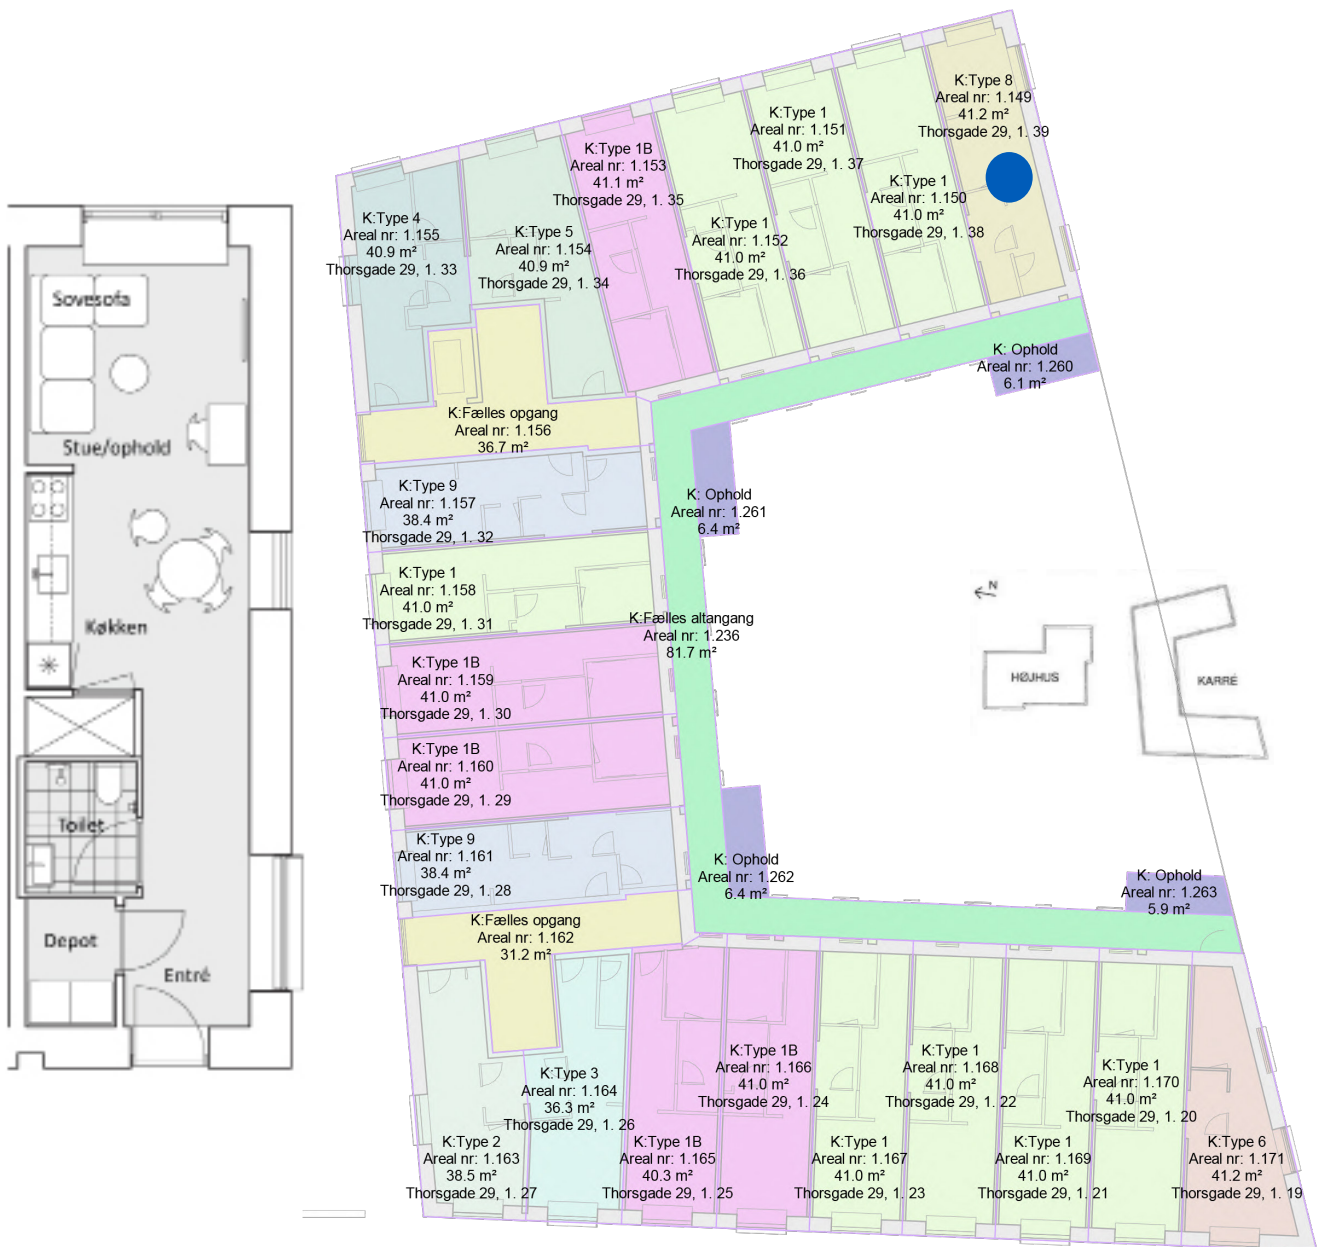 Sovesofa
Stue/ophold
Køkken
Toilet
Depot
Entré
K:Type 8
Areal nr: 1.149
41.2 m²
Thorsgade 29, 1. 39
K:Type 1
Areal nr: 1.151
41.0 m²
Thorsgade 29, 1. 37
K:Type 1
Areal nr: 1.150
41.0 m²
Thorsgade 29, 1. 38
K:Type 1B
Areal nr: 1.153
41.1 m²
Thorsgade 29, 1. 35
K:Type 1
Areal nr: 1.152
41.0 m²
Thorsgade 29, 1. 36
K:Type 4
Areal nr: 1.155
40.9 m²
Thorsgade 29, 1. 33
K:Type 5
Areal nr: 1.154
40.9 m²
Thorsgade 29, 1. 34
K: Ophold
Areal nr: 1.260
6.1 m²
K:Fælles opgang
Areal nr: 1.156
36.7 m²
K:Type 9
Areal nr: 1.157
38.4 m²
Thorsgade 29, 1. 32
K: Ophold
Areal nr: 1.261
6.4 m²
K:Type 1
Areal nr: 1.158
41.0 m²
Thorsgade 29, 1. 31
K:Fælles altangang
Areal nr: 1.236
81.7 m²
N
HØJHUS
KARRÉ
K:Type 1B
Areal nr: 1.159
41.0 m²
Thorsgade 29, 1. 30
K:Type 1B
Areal nr: 1.160
41.0 m²
Thorsgade 29, 1. 29
K:Type 9
Areal nr: 1.161
38.4 m²
Thorsgade 29, 1. 28
K: Ophold
Areal nr: 1.262
6.4 m²
K: Ophold
Areal nr: 1.263
5.9 m²
K:Fælles opgang
Areal nr: 1.162
31.2 m²
K:Type 3
Areal nr: 1.164
36.3 m²
Thorsgade 29, 1. 26
K:Type 1B
Areal nr: 1.166
41.0 m²
Thorsgade 29, 1. 24
K:Type 1
Areal nr: 1.168
41.0 m²
Thorsgade 29, 1. 22
K:Type 1
Areal nr: 1.170
41.0 m²
Thorsgade 29, 1. 20
K:Type 2
Areal nr: 1.163
38.5 m²
Thorsgade 29, 1. 27
K:Type 1B
Areal nr: 1.165
40.3 m²
Thorsgade 29, 1. 25
K:Type 1
Areal nr: 1.167
41.0 m²
Thorsgade 29, 1. 23
K:Type 1
Areal nr: 1.169
41.0 m²
Thorsgade 29, 1. 21
K:Type 6
Areal nr: 1.171
41.2 m²
Thorsgade 29, 1. 19